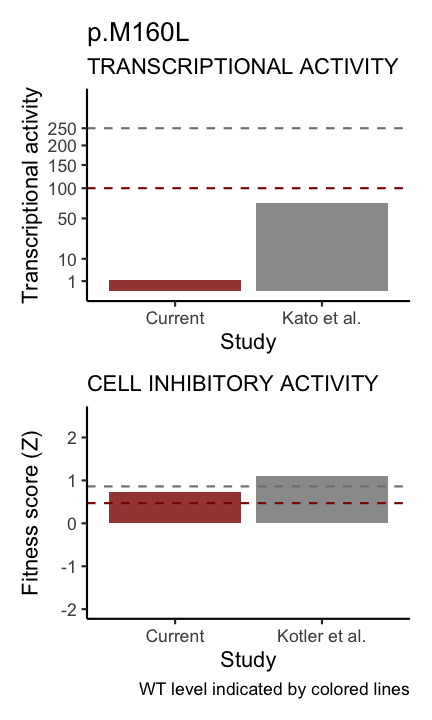 p.M160L
TRANSCRIPTIONAL ACTIVITY
Transcriptional activity
250
200
150
100
50
10
1
Current
Kato et al.
Study
CELL INHIBITORY ACTIVITY
Fitness score (Z)
2
1
0
-1
-2
Current
Kotler et al.
Study
WT level indicated by colored lines